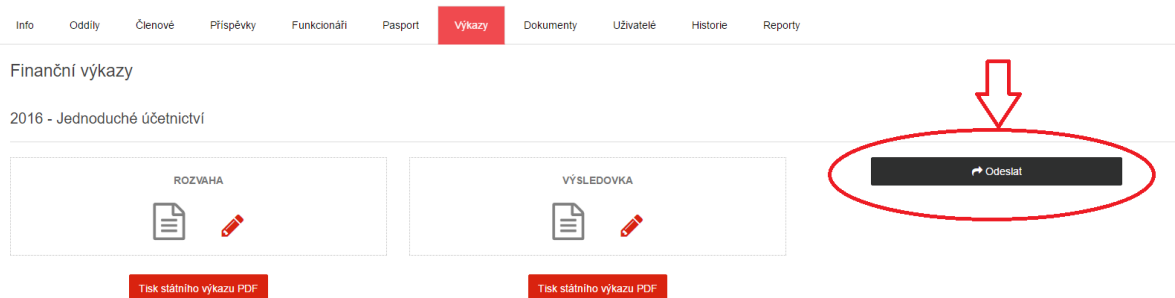 Info Oddíly Členové Příspěvky Funkcionáři Pasport Výkazy Dokumenty Uživatelé Historie Reporty
Finanční výkazy
2016 - Jednoduché účetnictví
Odeslat
ROZVAHA VÝSLEDOVKA
Tisk státního výkazu PDF Tisk státního výkazu PDF